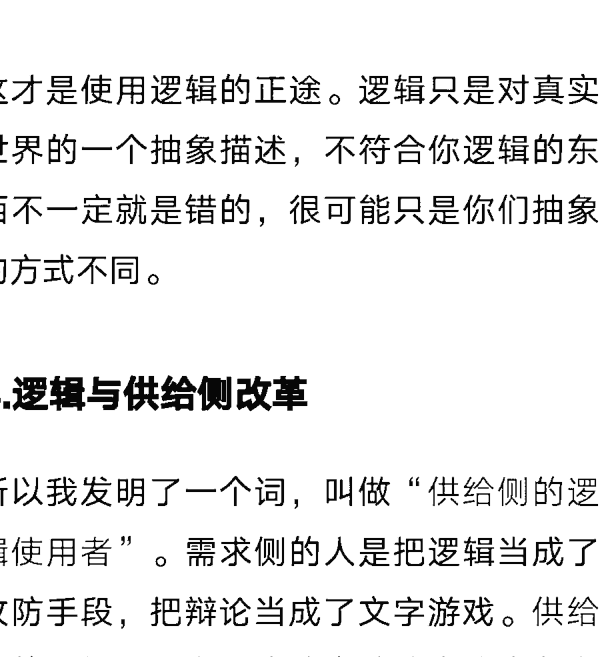 这才是使用逻辑的正途。逻辑只是对真实
世界的一个抽象描述，不符合你逻辑的东
西不一定就是错的，很可能只是你们抽象
的方式不同。
.逻辑与供给侧改革
所以我发明了一个词，叫做“供给侧的逻
辑使用者”。需求侧的人是把逻辑当成了
攻防手段，把辩论当成了文字游戏。供给